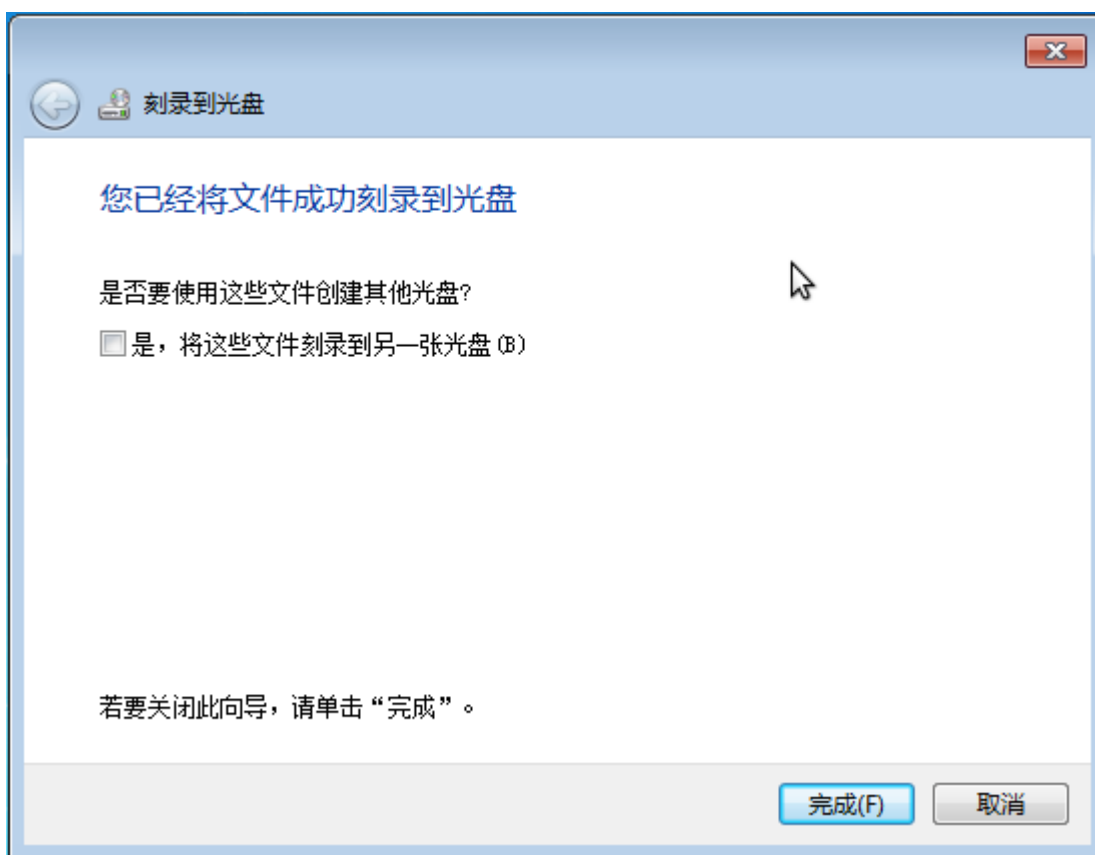 刻录到光盘
您已经将文件成功刻录到光盘
是否要使用这些文件创建其他光盘?
是，将这些文件刻录到另一张光盘(B)
若要关闭此向导，请单击“完成”。
完成(F) 取消